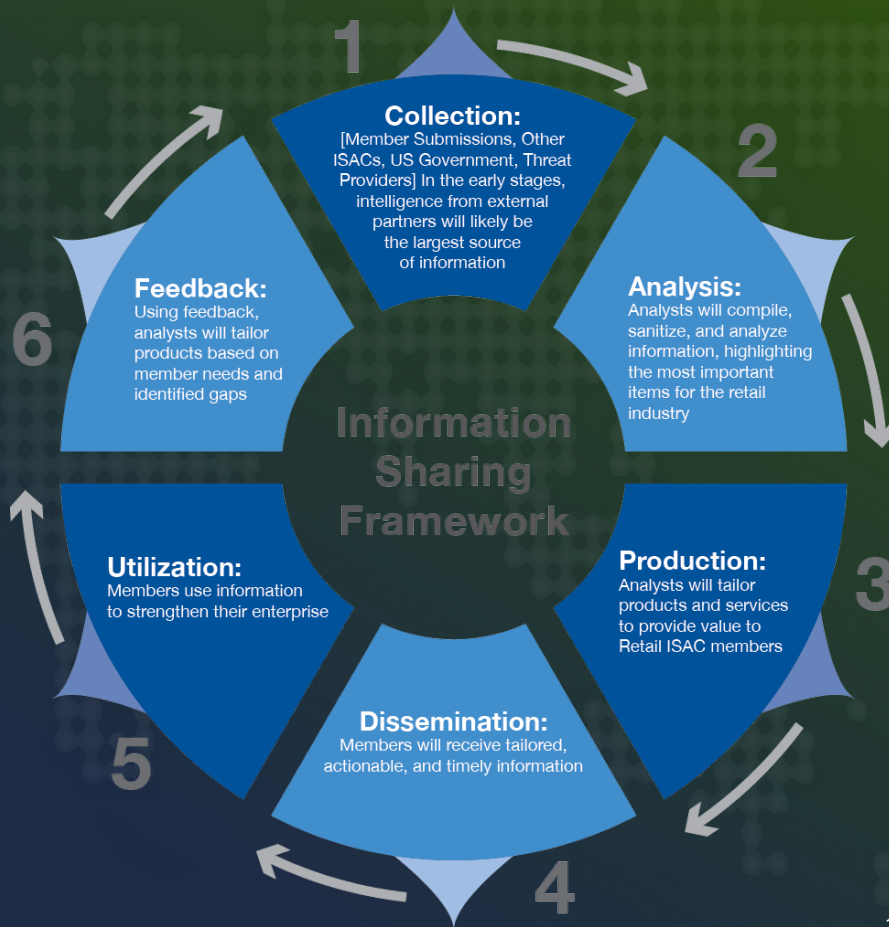 1
Collection:
[Member Submissions, Other
ISACs, US Government, Threat
Providers] In the early stages,
intelligence from external
partners will likely be
the largest source
of information
2
Analysis:
Analysts will compile,
sanitize, and analyze
information, highlighting
the most important
items for the retail
industry
3
Production:
Analysts will tailor
products and services
to provide value to
Retail ISAC members
4
Dissemination:
Members will receive tailored,
actionable, and timely information
5
Utilization:
Members use information
to strengthen their enterprise
6
Feedback:
Using feedback,
analysts will tailor
products based on
member needs and
identified gaps
Information
Sharing
Framework